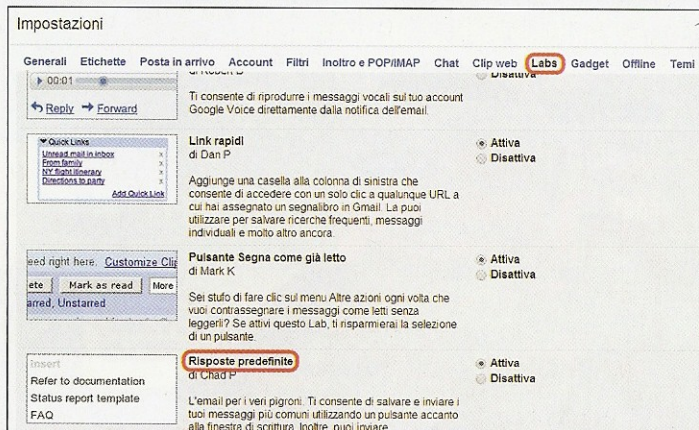 Impostazioni
Generali Etichette Posta in arrivo Account Filtri Inoltro e POP/IMAP Chat Clip web Labs Gadget Offline Temi
di Robert B
Disattiva
00:01
Reply Forward
Ti consente di riprodurre i messaggi vocali sul tuo account
Google Voice direttamente dalla notifica dell'email.
Quick Links
Unread mail in inbox x
From family x
NY flight itinerary x
Directions to party x
Add Quick Link
Link rapidi
di Dan P
Aggiunge una casella alla colonna di sinistra che
consente di accedere con un solo clic a qualunque URL a
cui hai assegnato un segnalibro in Gmail. La puoi
utilizzare per salvare ricerche frequenti, messaggi
individuali e molto altro ancora.
Attiva
Disattiva
eed right here. Customize Clip
ete Mark as read More
arred, Unstarred
Pulsante Segna come già letto
di Mark K
Sei stufo di fare clic sul menu Altre azioni ogni volta che
vuoi contrassegnare i messaggi come letti senza
leggerli? Se attivi questo Lab, ti risparmierai la selezione
di un pulsante.
Attiva
Disattiva
Insert
Refer to documentation
Status report template
FAQ
Risposte predefinite
di Chad P
L'email per i veri pigroni. Ti consente di salvare e inviare i
tuoi messaggi più comuni utilizzando un pulsante accanto
alla finestra di scrittura. Inoltre, puoi inviare
Attiva
Disattiva